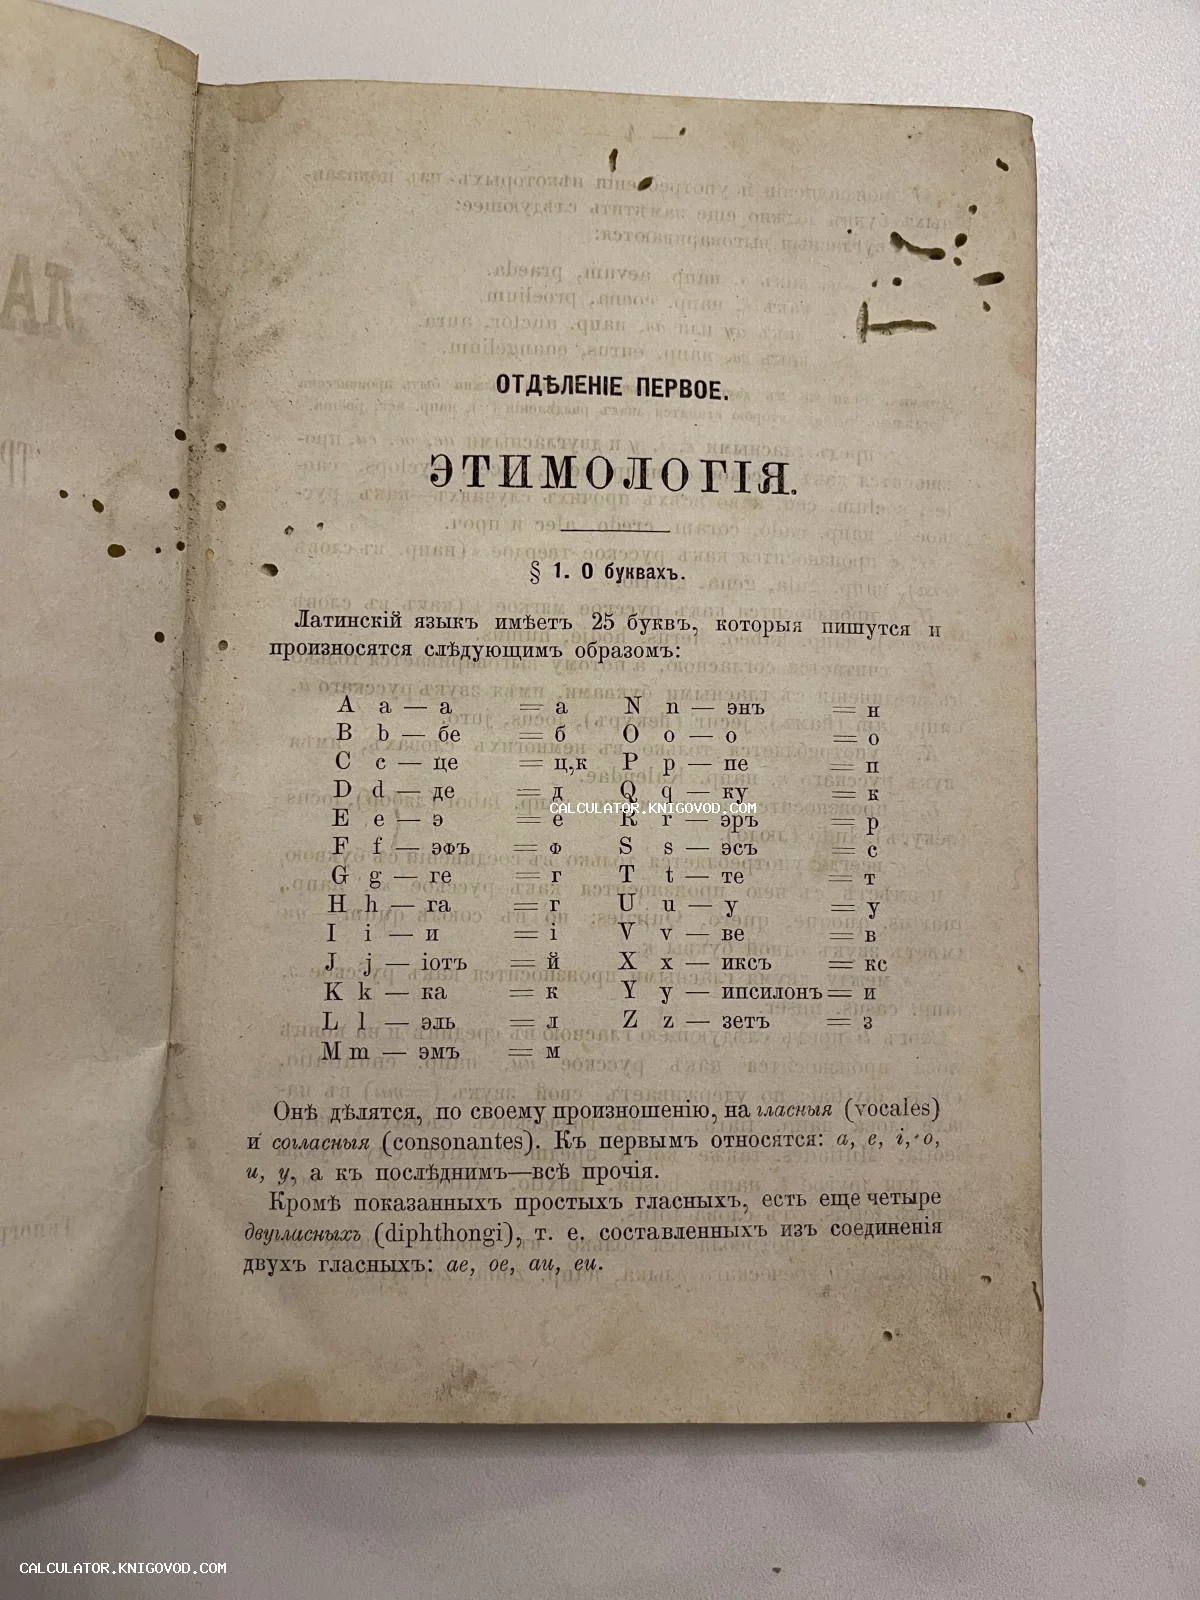 ОТДѢЛЕНІЕ ПЕРВОЕ.
ЭТИМОЛОГІЯ.
§ 1. О буквахъ.
Латинскій языкъ имѣетъ 25 буквъ, которыя пишутся и
произносятся слѣдующимъ образомъ:
A a — а = а
B b — бе = б
C c — це = ц,к
D d — де = д
E e — э = е
F f — эфъ = ф
G g — ге = г
H h — га = г
I i — и = і
J j — іотъ = й
K k — ка = к
L l — эль = л
M m — эмъ = м
N n — энъ = н
O o — о = о
P p — пе = п
Q q — ку = к
CALCULATOR.KNIGOVOD.COM
R r — эръ = р
S s — эсъ = с
T t — те = т
U u — у = у
V v — ве = в
X x — иксъ = кс
Y y — ипсилонъ = и
Z z — зетъ = з
Онѣ дѣлятся, по своему произношенію, на гласныя (vocales)
и согласныя (consonantes). Къ первымъ относятся: a, e, i, o,
u, y, а къ послѣднимъ—всѣ прочія.
Кромѣ показанныхъ простыхъ гласныхъ, есть еще четыре
двугласныхъ (diphthongi), т. е. составленныхъ изъ соединенія
двухъ гласныхъ: ae, oe, au, eu.
CALCULATOR.KNIGOVOD.COM